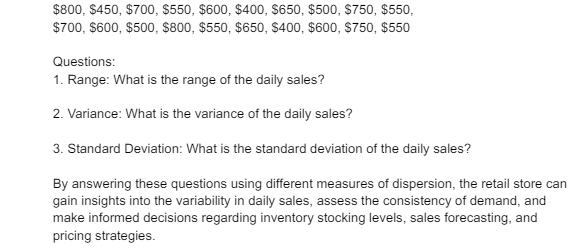 $800, $450, $700, $550, $600, $400, $650, $500, $750, $550,
$700, $600, $500, $800, $550, $650, $400, $600, $750, $550
Questions:
1. Range: What is the range of the daily sales?
2. Variance: What is the variance of the daily sales?
3. Standard Deviation: What is the standard deviation of the daily sales?
By answering these questions using different measures of dispersion, the retail store can
gain insights into the variability in daily sales, assess the consistency of demand, and
make informed decisions regarding inventory stocking levels, sales forecasting, and
pricing strategies.